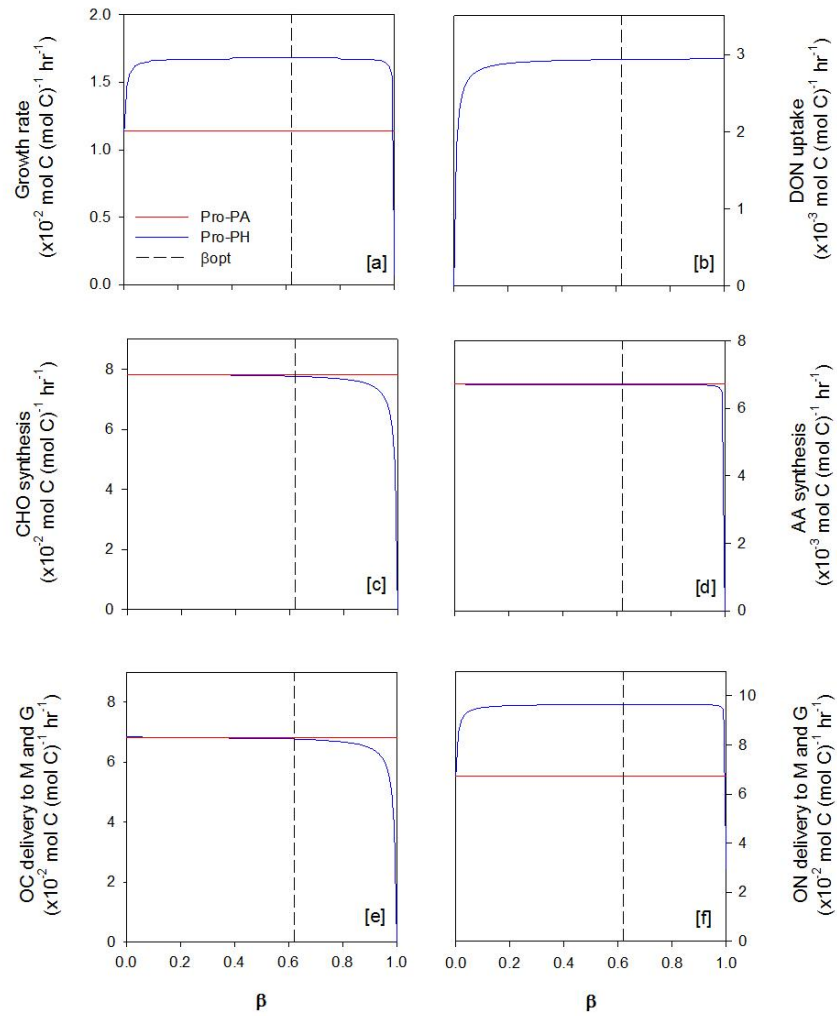 Growth rate
(x10⁻² mol C (mol C)⁻¹ hr⁻¹)
2.0
1.5
1.0
0.5
0.0
Pro-PA
Pro-PH
βopt
[a]
DON uptake
(x10⁻³ mol C (mol C)⁻¹ hr⁻¹)
3
2
1
0
[b]
CHO synthesis
(x10⁻² mol C (mol C)⁻¹ hr⁻¹)
8
6
4
2
0
[c]
AA synthesis
(x10⁻³ mol C (mol C)⁻¹ hr⁻¹)
8
6
4
2
0
[d]
OC delivery to M and G
(x10⁻² mol C (mol C)⁻¹ hr⁻¹)
8
6
4
2
0
[e]
0.0 0.2 0.4 0.6 0.8 1.0
β
ON delivery to M and G
(x10⁻² mol C (mol C)⁻¹ hr⁻¹)
10
8
6
4
2
0
[f]
0.0 0.2 0.4 0.6 0.8 1.0
β